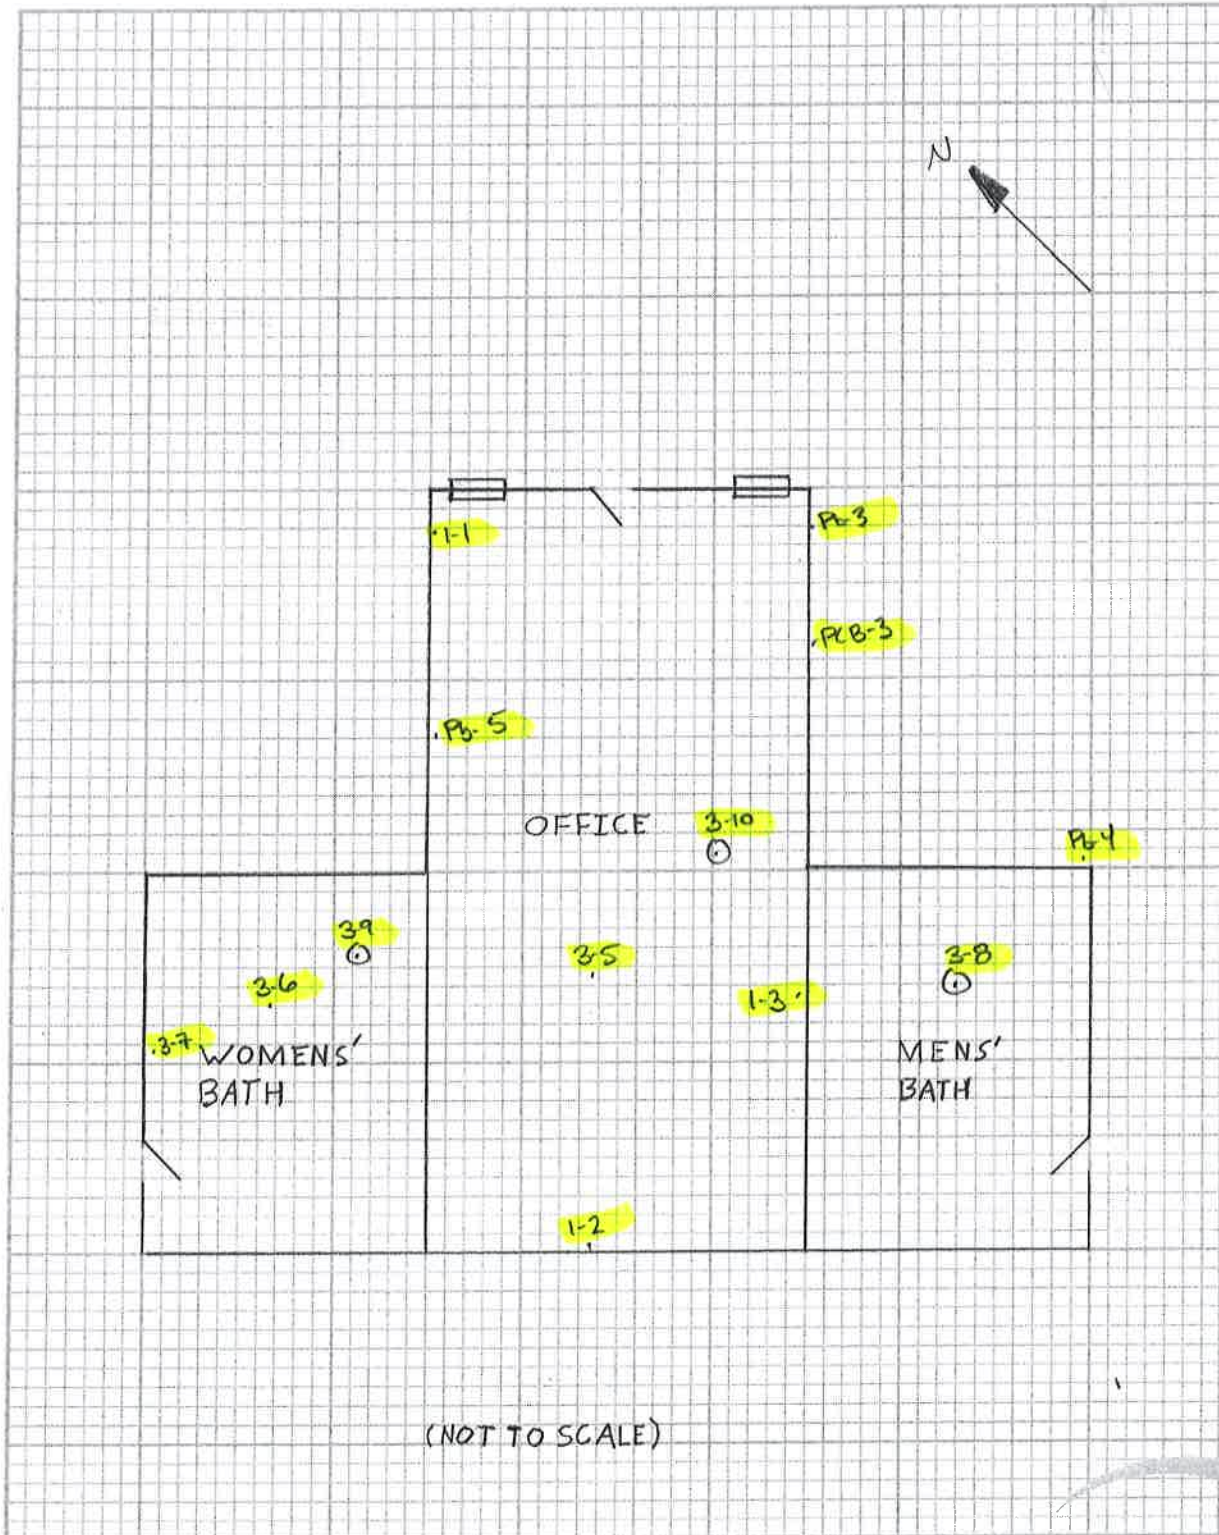 N
1-1
Pb-3
PCB-3
Pb-5
OFFICE
3-10
Pb-4
3-9
3-5
3-8
3-6
1-3
3-7
WOMENS'
BATH
MENS'
BATH
1-2
(NOT TO SCALE)